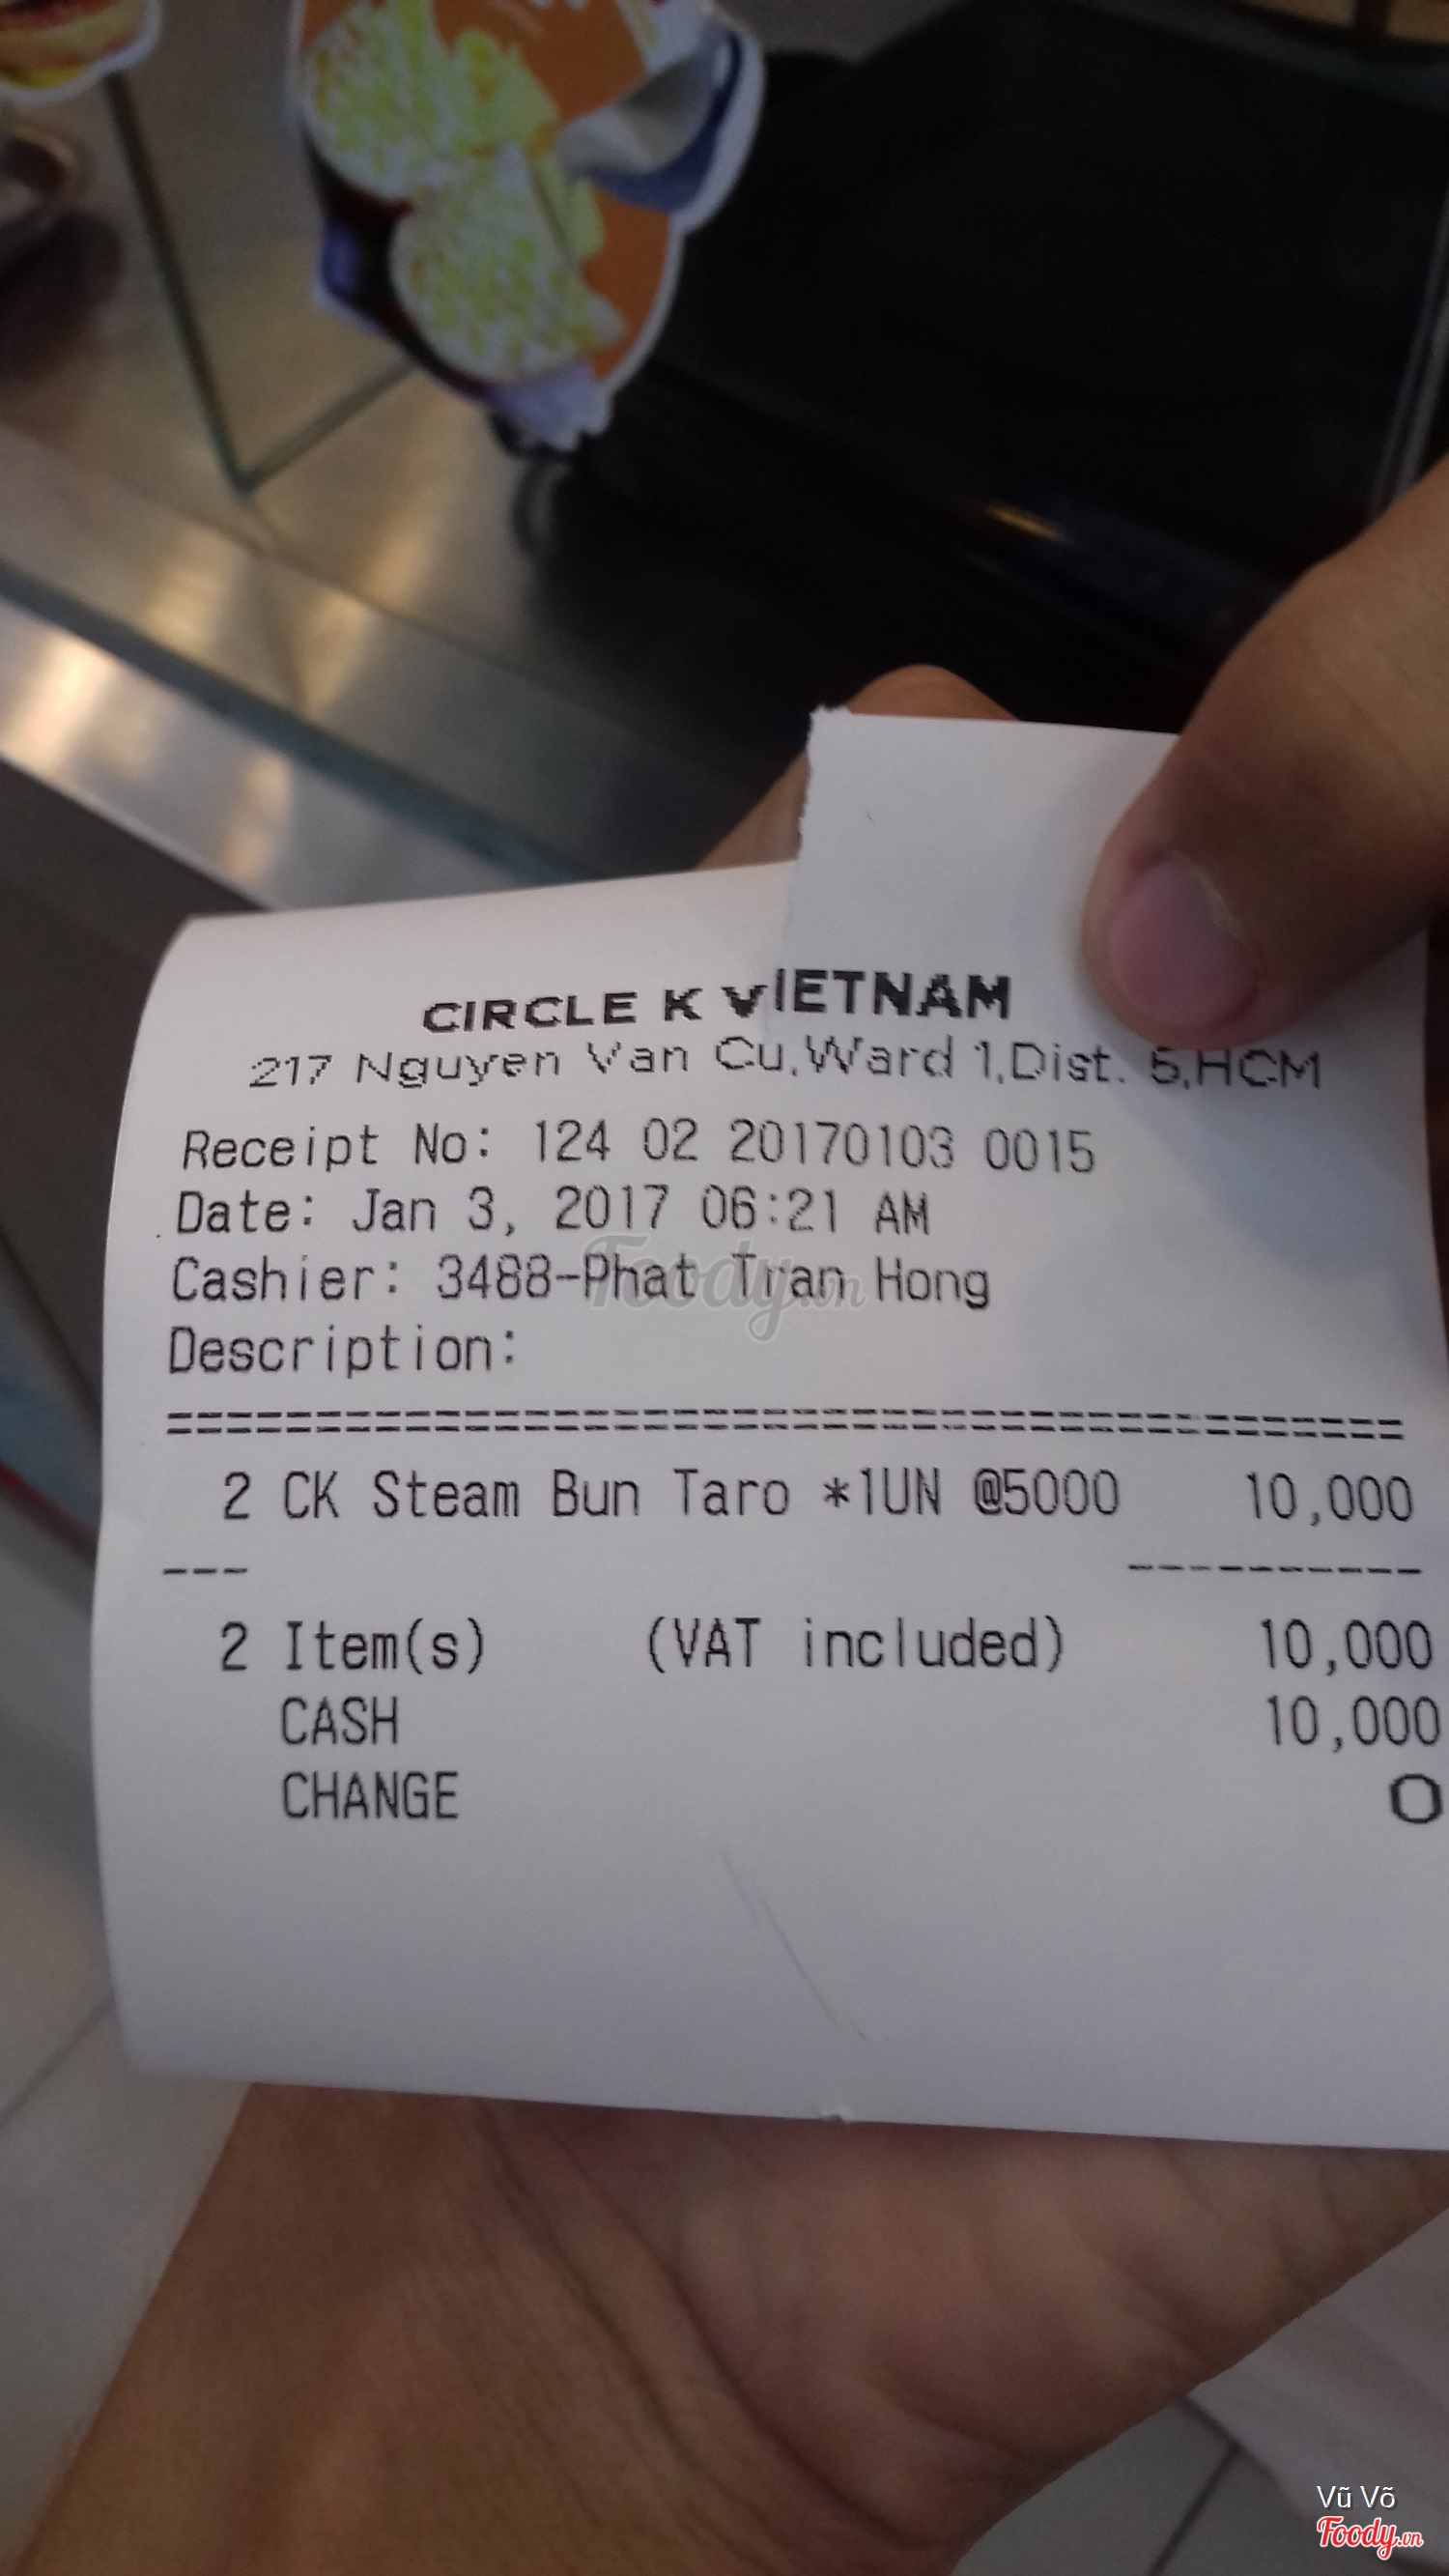 CIRCLE K VIETNAM
217 Nguyen Van Cu,Ward 1,Dist. 5,HCM
Receipt No: 124 02 20170103 0015
Date: Jan 3, 2017 06:21 AM
Cashier: 3488-Phat Tran Hong
Description:
==========================================
2 CK Steam Bun Taro *1UN @5000 10,000
--- ----------
2 Item(s) (VAT included) 10,000
CASH 10,000
CHANGE 0
Foody.vn
Vũ Võ
Foody.vn